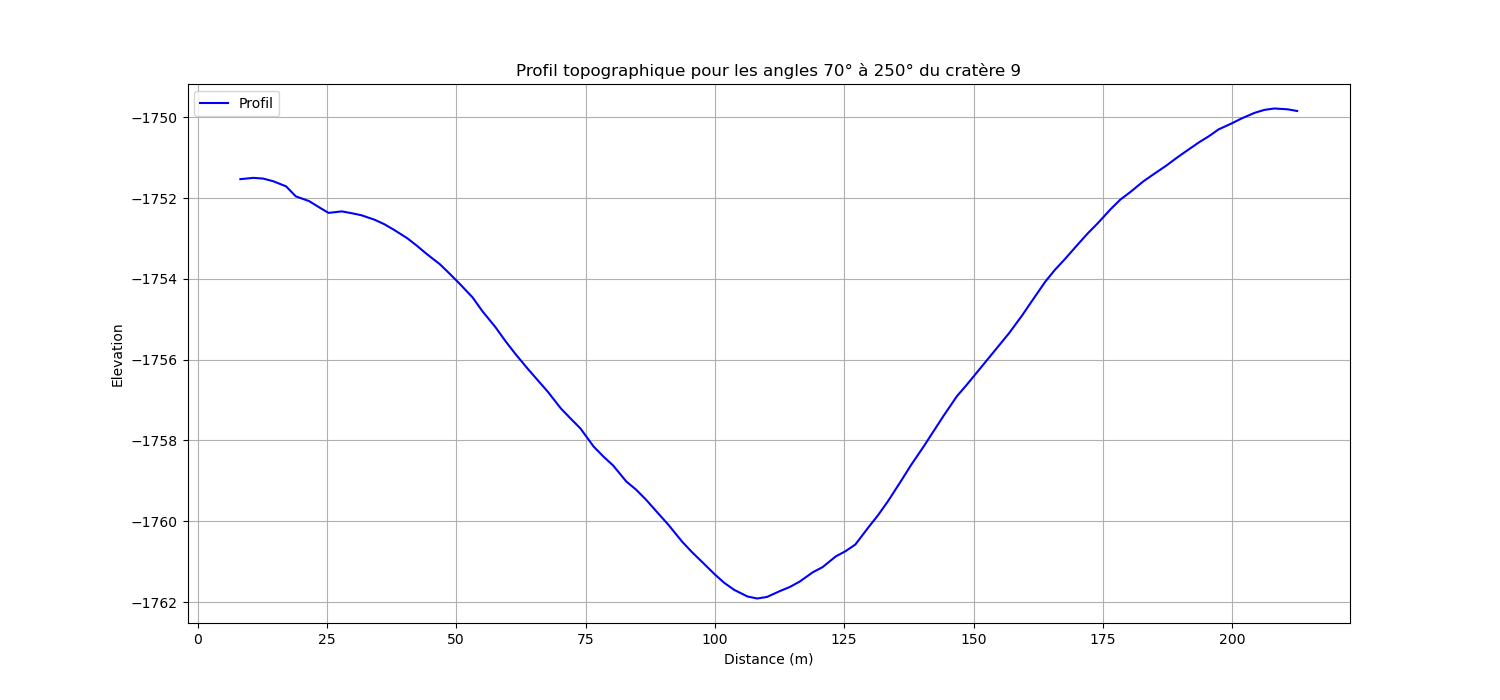 Profil topographique pour les angles 70° à 250° du cratère 9
Profil
−1750
−1752
−1754
−1756
−1758
−1760
−1762
Elevation
0 25 50 75 100 125 150 175 200
Distance (m)